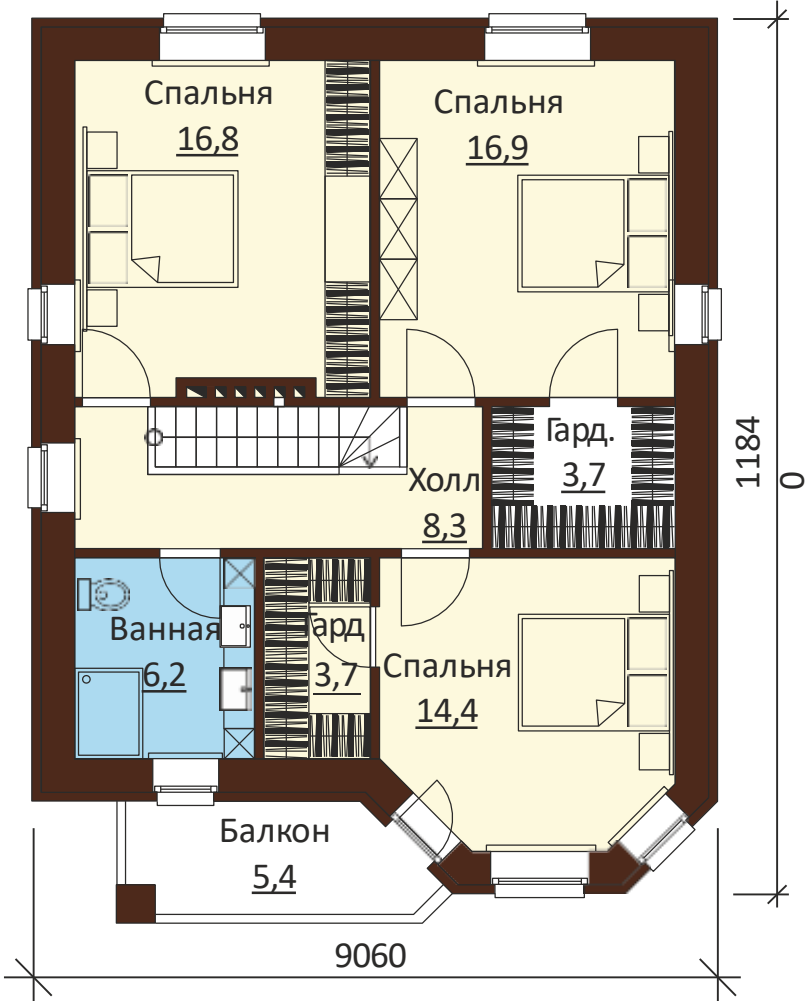 Спальня
16,8
Спальня
16,9
Гард.
3,7
1184
0
Холл
8,3
Ванная
6,2
Гард
3,7
Спальня
14,4
Балкон
5,4
9060